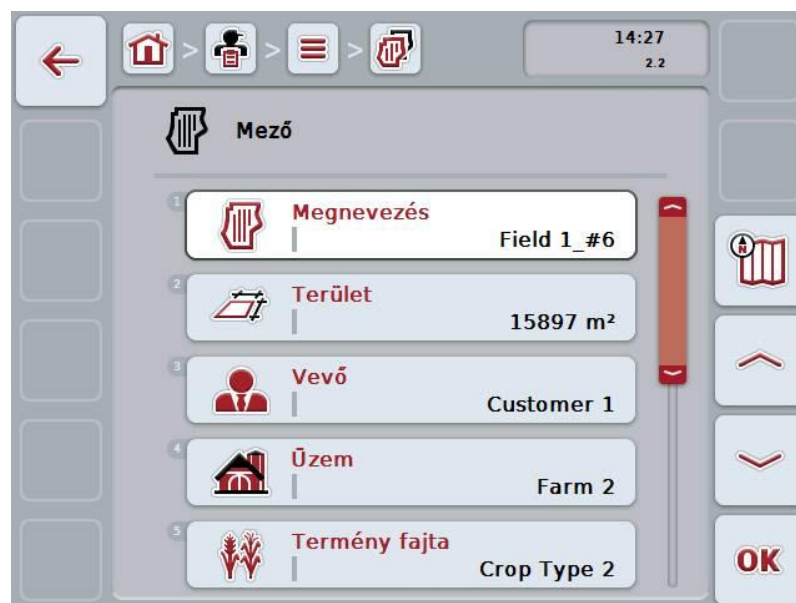 > > >
14:27
2.2
Mező
1
Megnevezés
Field 1_#6
2
Terület
15897 m²
3
Vevő
Customer 1
4
Üzem
Farm 2
5
Termény fajta
Crop Type 2
N
OK